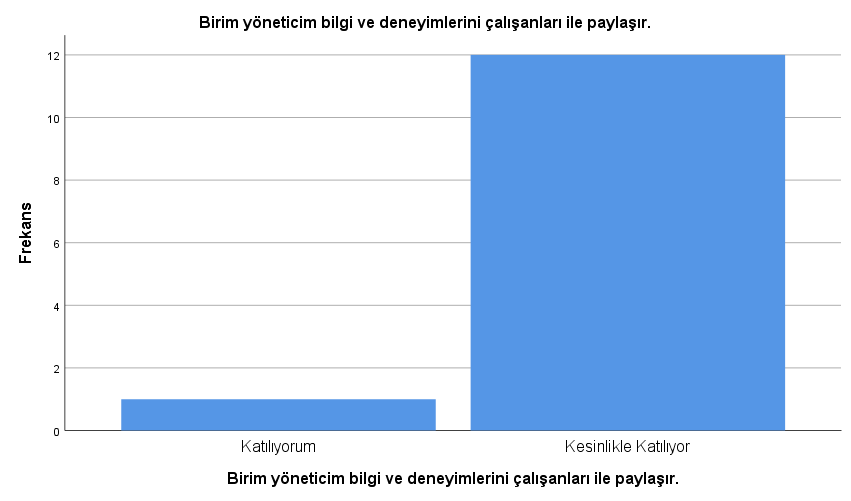 Birim yöneticim bilgi ve deneyimlerini çalışanları ile paylaşır.
12
10
8
6
4
2
0
Frekans
Katılıyorum
Kesinlikle Katılıyor
Birim yöneticim bilgi ve deneyimlerini çalışanları ile paylaşır.